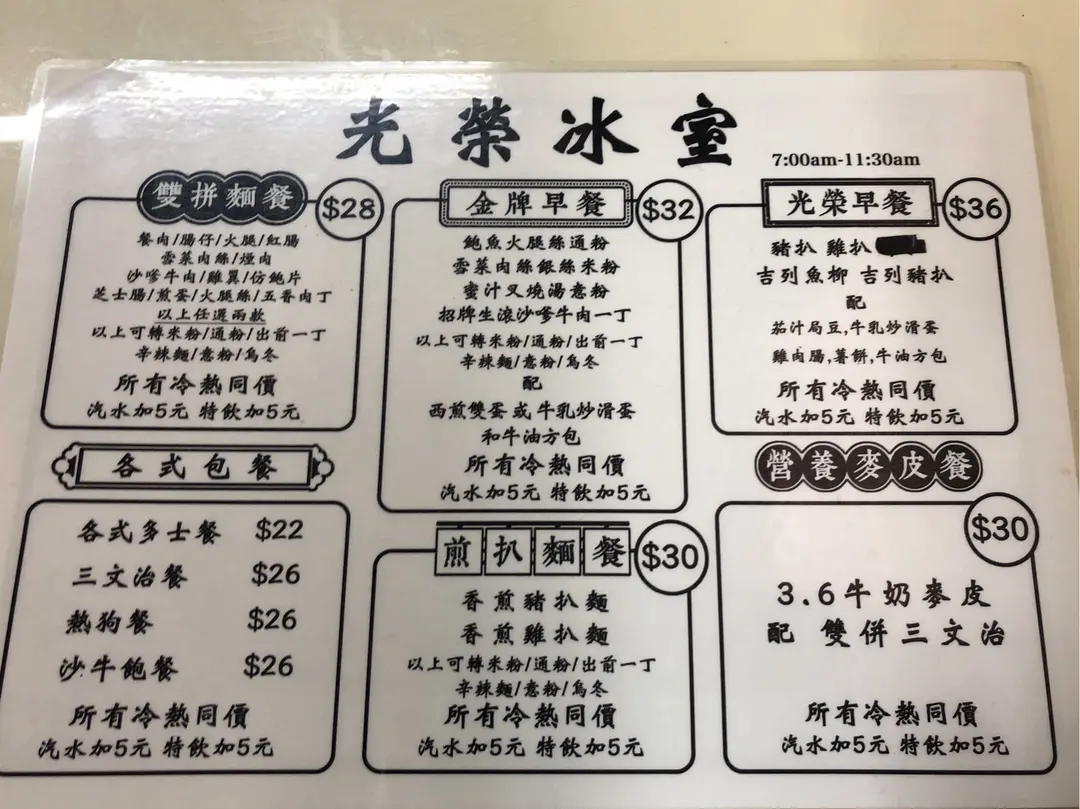 光榮冰室
7:00am-11:30am
雙拼麵餐 $28
餐肉/腸仔/火腿/紅腸
雪菜肉絲/煙肉
沙嗲牛肉/雞翼/仿鮑片
芝士腸/煎蛋/火腿絲/五香肉丁
以上任選兩款
以上可轉米粉/通粉/出前一丁
辛辣麵/意粉/烏冬
所有冷熱同價
汽水加5元 特飲加5元
各式包餐
各式多士餐 $22
三文治餐 $26
熱狗餐 $26
沙牛飽餐 $26
所有冷熱同價
汽水加5元 特飲加5元
金牌早餐 $32
鮑魚火腿絲通粉
雪菜肉絲銀絲米粉
蜜汁叉燒湯意粉
招牌生滾沙嗲牛肉一丁
以上可轉米粉/通粉/出前一丁
辛辣麵/意粉/烏冬
配
西煎雙蛋 或 牛乳炒滑蛋
和牛油方包
所有冷熱同價
汽水加5元 特飲加5元
煎扒麵餐 $30
香煎豬扒麵
香煎雞扒麵
以上可轉米粉/通粉/出前一丁
辛辣麵/意粉/烏冬
所有冷熱同價
汽水加5元 特飲加5元
光榮早餐 $36
豬扒 雞扒
吉列魚柳 吉列豬扒
配
茄汁局豆,牛乳炒滑蛋
雞肉腸,薯餅,牛油方包
所有冷熱同價
汽水加5元 特飲加5元
營養麥皮餐
$30
3.6牛奶麥皮
配 雙併三文治
所有冷熱同價
汽水加5元 特飲加5元